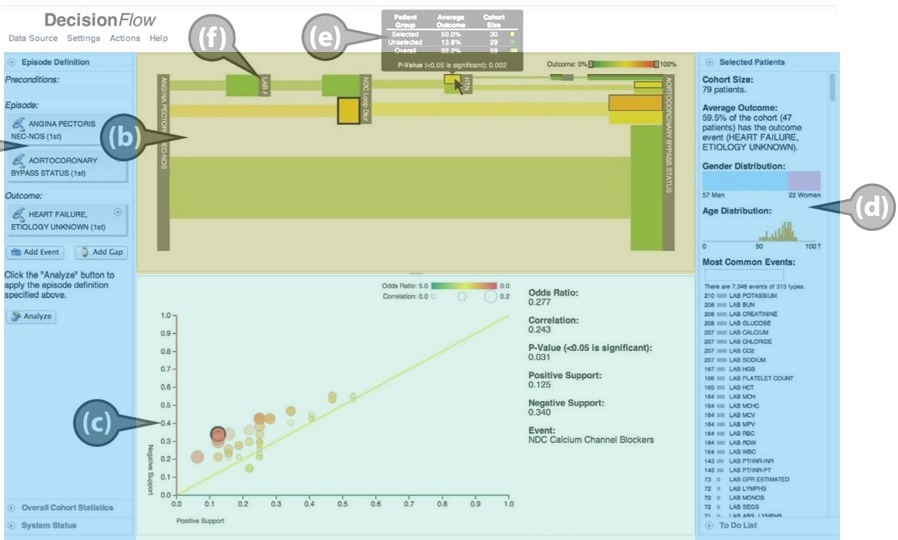 DecisionFlow
Data Source Settings Actions Help
(f)
(e)
Patient Group Average Outcome Cohort Size
Selected 50.0% 30
Unselected 13.8% 29
Overall 32.2% 59
P-Value (<0.05 is significant): 0.002
Episode Definition
Preconditions:
Episode:
ANGINA PECTORIS
NEC-NOS (1st)
AORTOCORONARY
BYPASS STATUS (1st)
Outcome:
HEART FAILURE,
ETIOLOGY UNKNOWN (1st)
Add Event Add Gap
Click the "Analyze" button to
apply the episode definition
specified above.
Analyze
Overall Cohort Statistics
System Status
(b)
Outcome: 0% 100%
ANGINA PECTORIS NEC-NOS
NDC Loop Diur
HTN
AORTOCORONARY BYPASS STATUS
(c)
Odds Ratio: 5.0 0.0
Correlation: 0.0 0.2
1.0
0.9
0.8
0.7
0.6
0.5
0.4
0.3
0.2
0.1
0.0
Negative Support
0.0 0.1 0.2 0.3 0.4 0.5 0.6 0.7 0.8 0.9 1.0
Positive Support
Odds Ratio:
0.277
Correlation:
0.243
P-Value (<0.05 is significant):
0.031
Positive Support:
0.125
Negative Support:
0.340
Event:
NDC Calcium Channel Blockers
Selected Patients
Cohort Size:
79 patients.
Average Outcome:
59.5% of the cohort (47
patients) has the outcome
event (HEART FAILURE,
ETIOLOGY UNKNOWN).
Gender Distribution:
57 Men 22 Women
(d)
Age Distribution:
0 50 100?
Most Common Events:
There are 7,348 events of 515 types.
210 LAB POTASSIUM
208 LAB BUN
208 LAB CREATININE
208 LAB GLUCOSE
207 LAB CALCIUM
207 LAB CHLORIDE
207 LAB CO2
207 LAB SODIUM
187 LAB HGB
186 LAB PLATELET COUNT
185 LAB HCT
184 LAB MCH
184 LAB MCHC
184 LAB MCV
184 LAB MPV
184 LAB RBC
184 LAB RDW
184 LAB WBC
143 LAB PT/INR-INR
143 LAB PT/INR-PT
73 LAB GFR ESTIMATED
72 LAB LYMPHS
72 LAB MONOS
72 LAB SEGS
71 LAB ABS. LYMPHS
To Do List